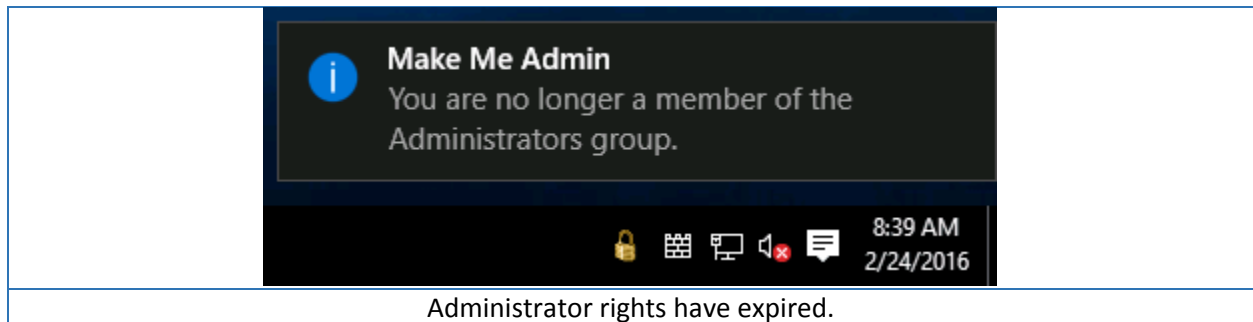 Make Me Admin
You are no longer a member of the
Administrators group.
8:39 AM
2/24/2016
Administrator rights have expired.